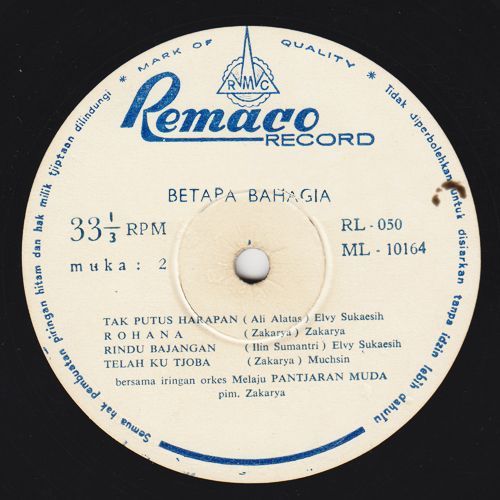 ★ MARK OF QUALITY ★
RMC
Remaco
RECORD
BETAPA BAHAGIA
33 1/3 RPM
RL - 050
muka : 2
ML - 10164
TAK PUTUS HARAPAN ( Ali Alatas ) Elvy Sukaesih
ROHANA ( Zakarya ) Zakarya
RINDU BAJANGAN ( Ilin Sumantri ) Elvy Sukaesih
TELAH KU TJOBA ( Zakarya ) Muchsin
bersama iringan orkes Melaju PANTJARAN MUDA
pim. Zakarya
Semua hak pembuatan piringan hitam dan hak milik tjiptaan dilindungi
Tidak diperbolehkan untuk disiarkan tanpa idzin lebih dahulu